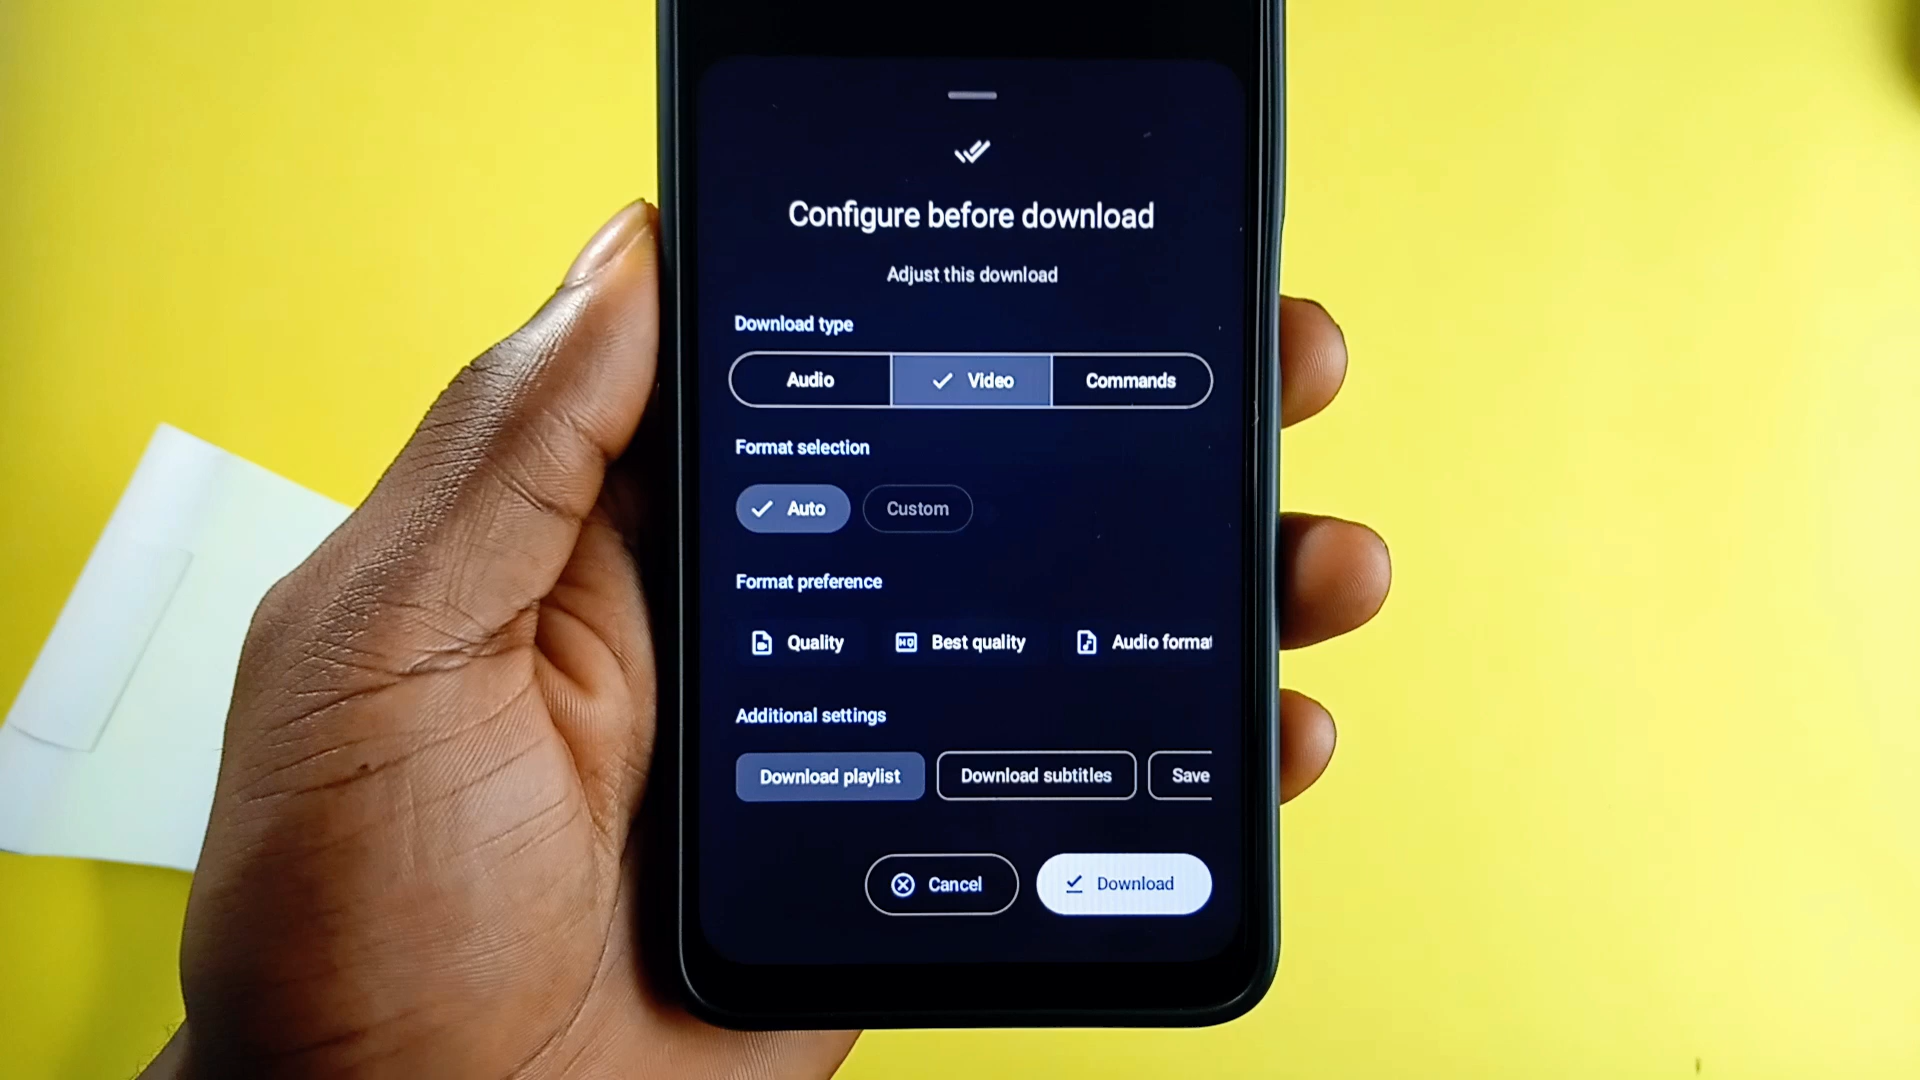 Configure before download
Adjust this download
Download type
Audio Video Commands
Format selection
Auto Custom
Format preference
Quality Best quality Audio format
Additional settings
Download playlist Download subtitles Save
Cancel Download